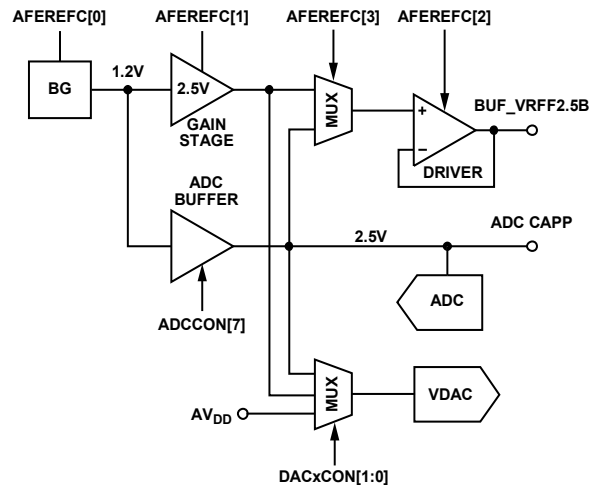 AFEREFC[0]
AFEREFC[1]
AFEREFC[3]
AFEREFC[2]
BG
1.2V
2.5V
GAIN
STAGE
MUX
+
−
DRIVER
BUF_VRFF2.5B
ADC
BUFFER
2.5V
ADC CAPP
ADC
ADCCON[7]
MUX
VDAC
AVDD
DACxCON[1:0]